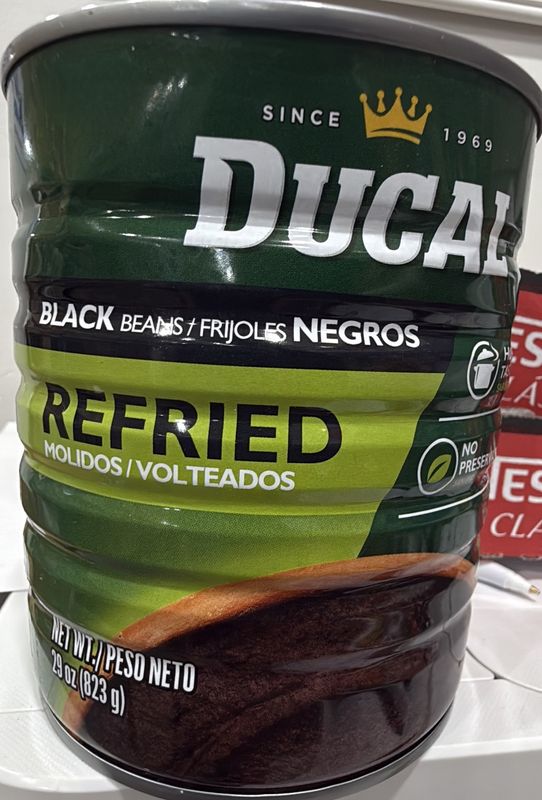 SINCE 1969
DUCAL
BLACK BEANS / FRIJOLES NEGROS
REFRIED
MOLIDOS / VOLTEADOS
NO
NET WT. / PESO NETO
29 oz (823 g)